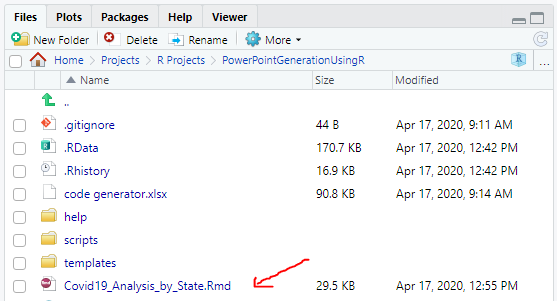 Files Plots Packages Help Viewer
New Folder Delete Rename More
Home Projects R Projects PowerPointGenerationUsingR R ...
Name Size Modified
..
.gitignore 44 B Apr 17, 2020, 9:11 AM
.RData 170.7 KB Apr 17, 2020, 12:42 PM
.Rhistory 16.9 KB Apr 17, 2020, 12:42 PM
code generator.xlsx 90.8 KB Apr 17, 2020, 9:14 AM
help
scripts
templates
Covid19_Analysis_by_State.Rmd 29.5 KB Apr 17, 2020, 12:55 PM